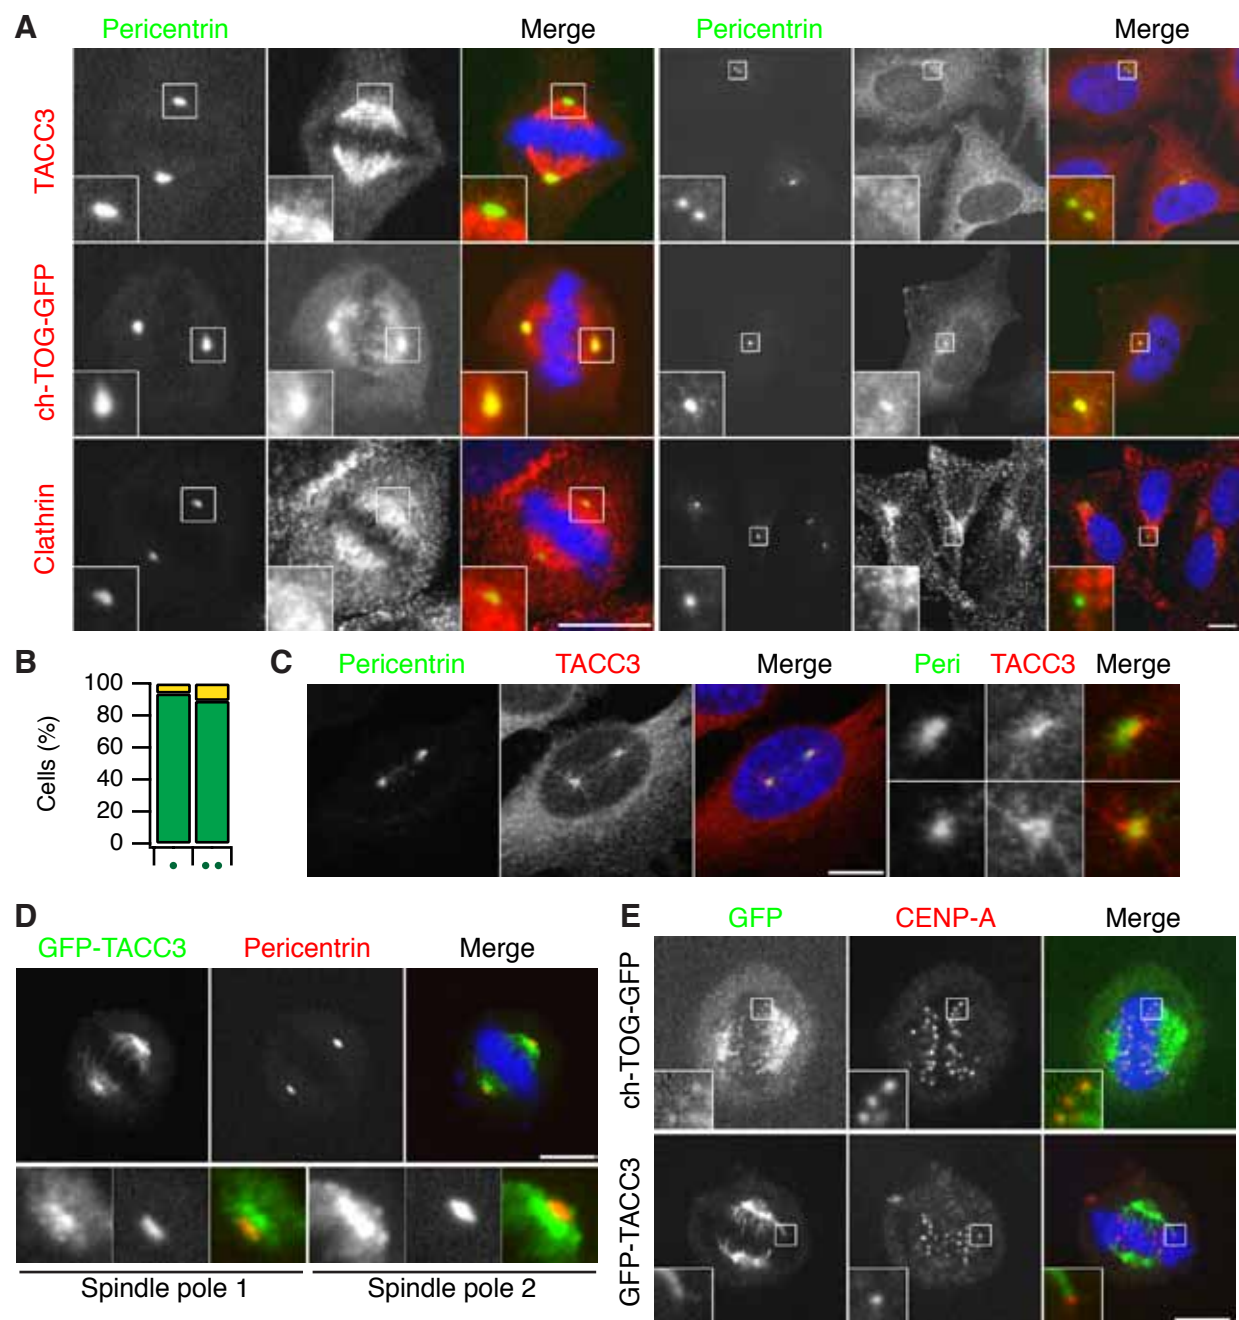 A
Pericentrin
Merge
Pericentrin
Merge
TACC3
ch-TOG-GFP
Clathrin
B
Cells (%)
100
80
60
40
20
0
C
Pericentrin
TACC3
Merge
Peri
TACC3
Merge
D
GFP-TACC3
Pericentrin
Merge
Spindle pole 1
Spindle pole 2
E
GFP
CENP-A
Merge
ch-TOG-GFP
GFP-TACC3